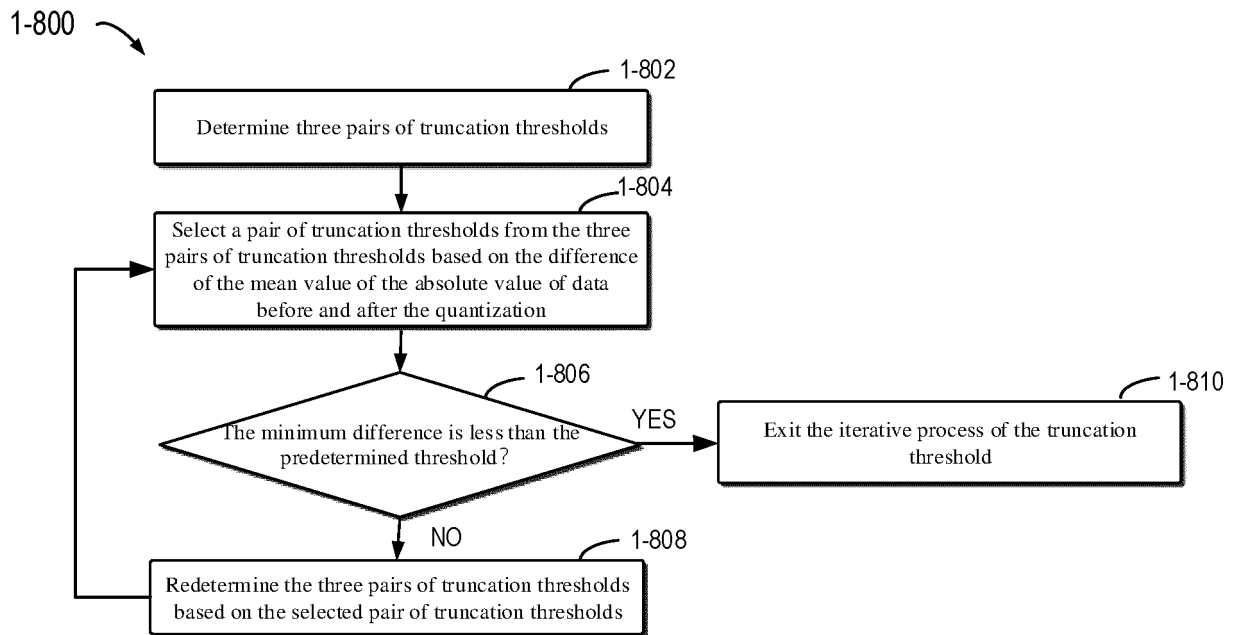 1-800
1-802
Determine three pairs of truncation thresholds
1-804
Select a pair of truncation thresholds from the three
pairs of truncation thresholds based on the difference
of the mean value of the absolute value of data
before and after the quantization
1-806
The minimum difference is less than the
predetermined threshold?
YES
1-810
Exit the iterative process of the truncation
threshold
NO
1-808
Redetermine the three pairs of truncation thresholds
based on the selected pair of truncation thresholds